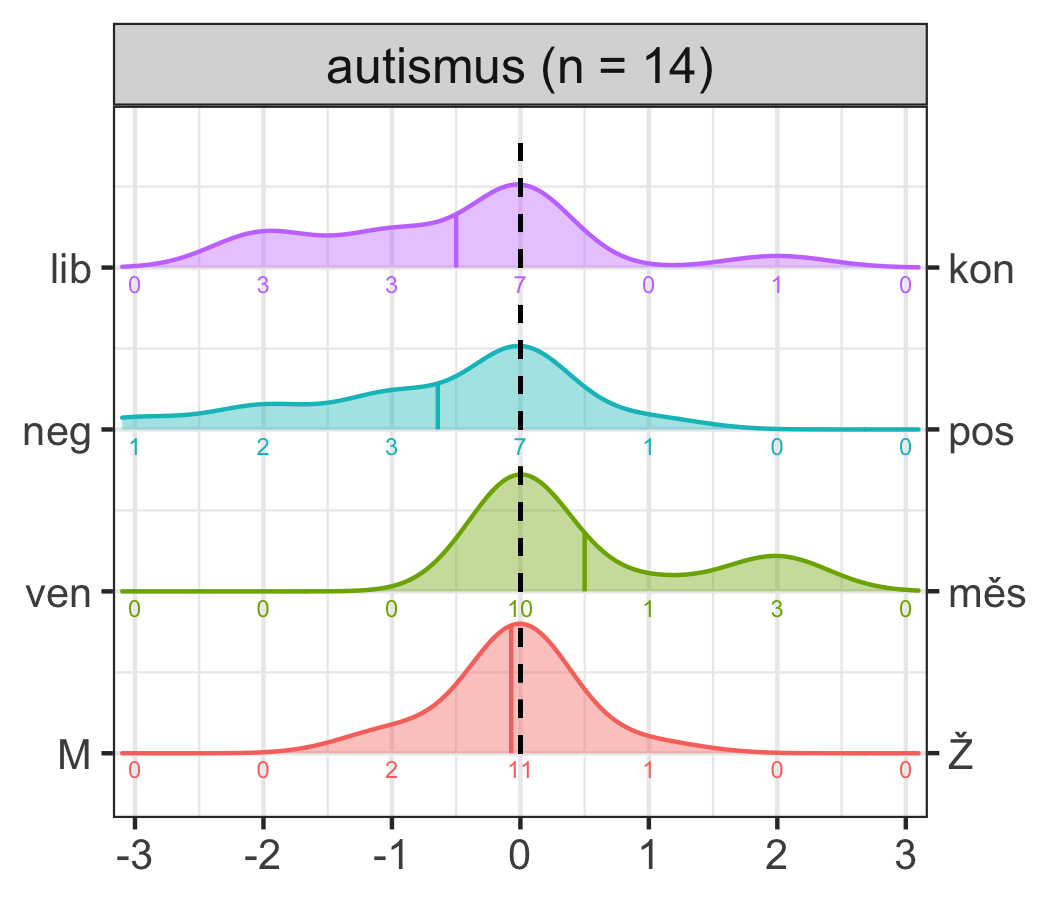 autismus (n = 14)
lib kon
0 3 3 7 0 1 0
neg pos
1 2 3 7 1 0 0
ven měs
0 0 0 10 1 3 0
M Ž
0 0 2 11 1 0 0
-3 -2 -1 0 1 2 3